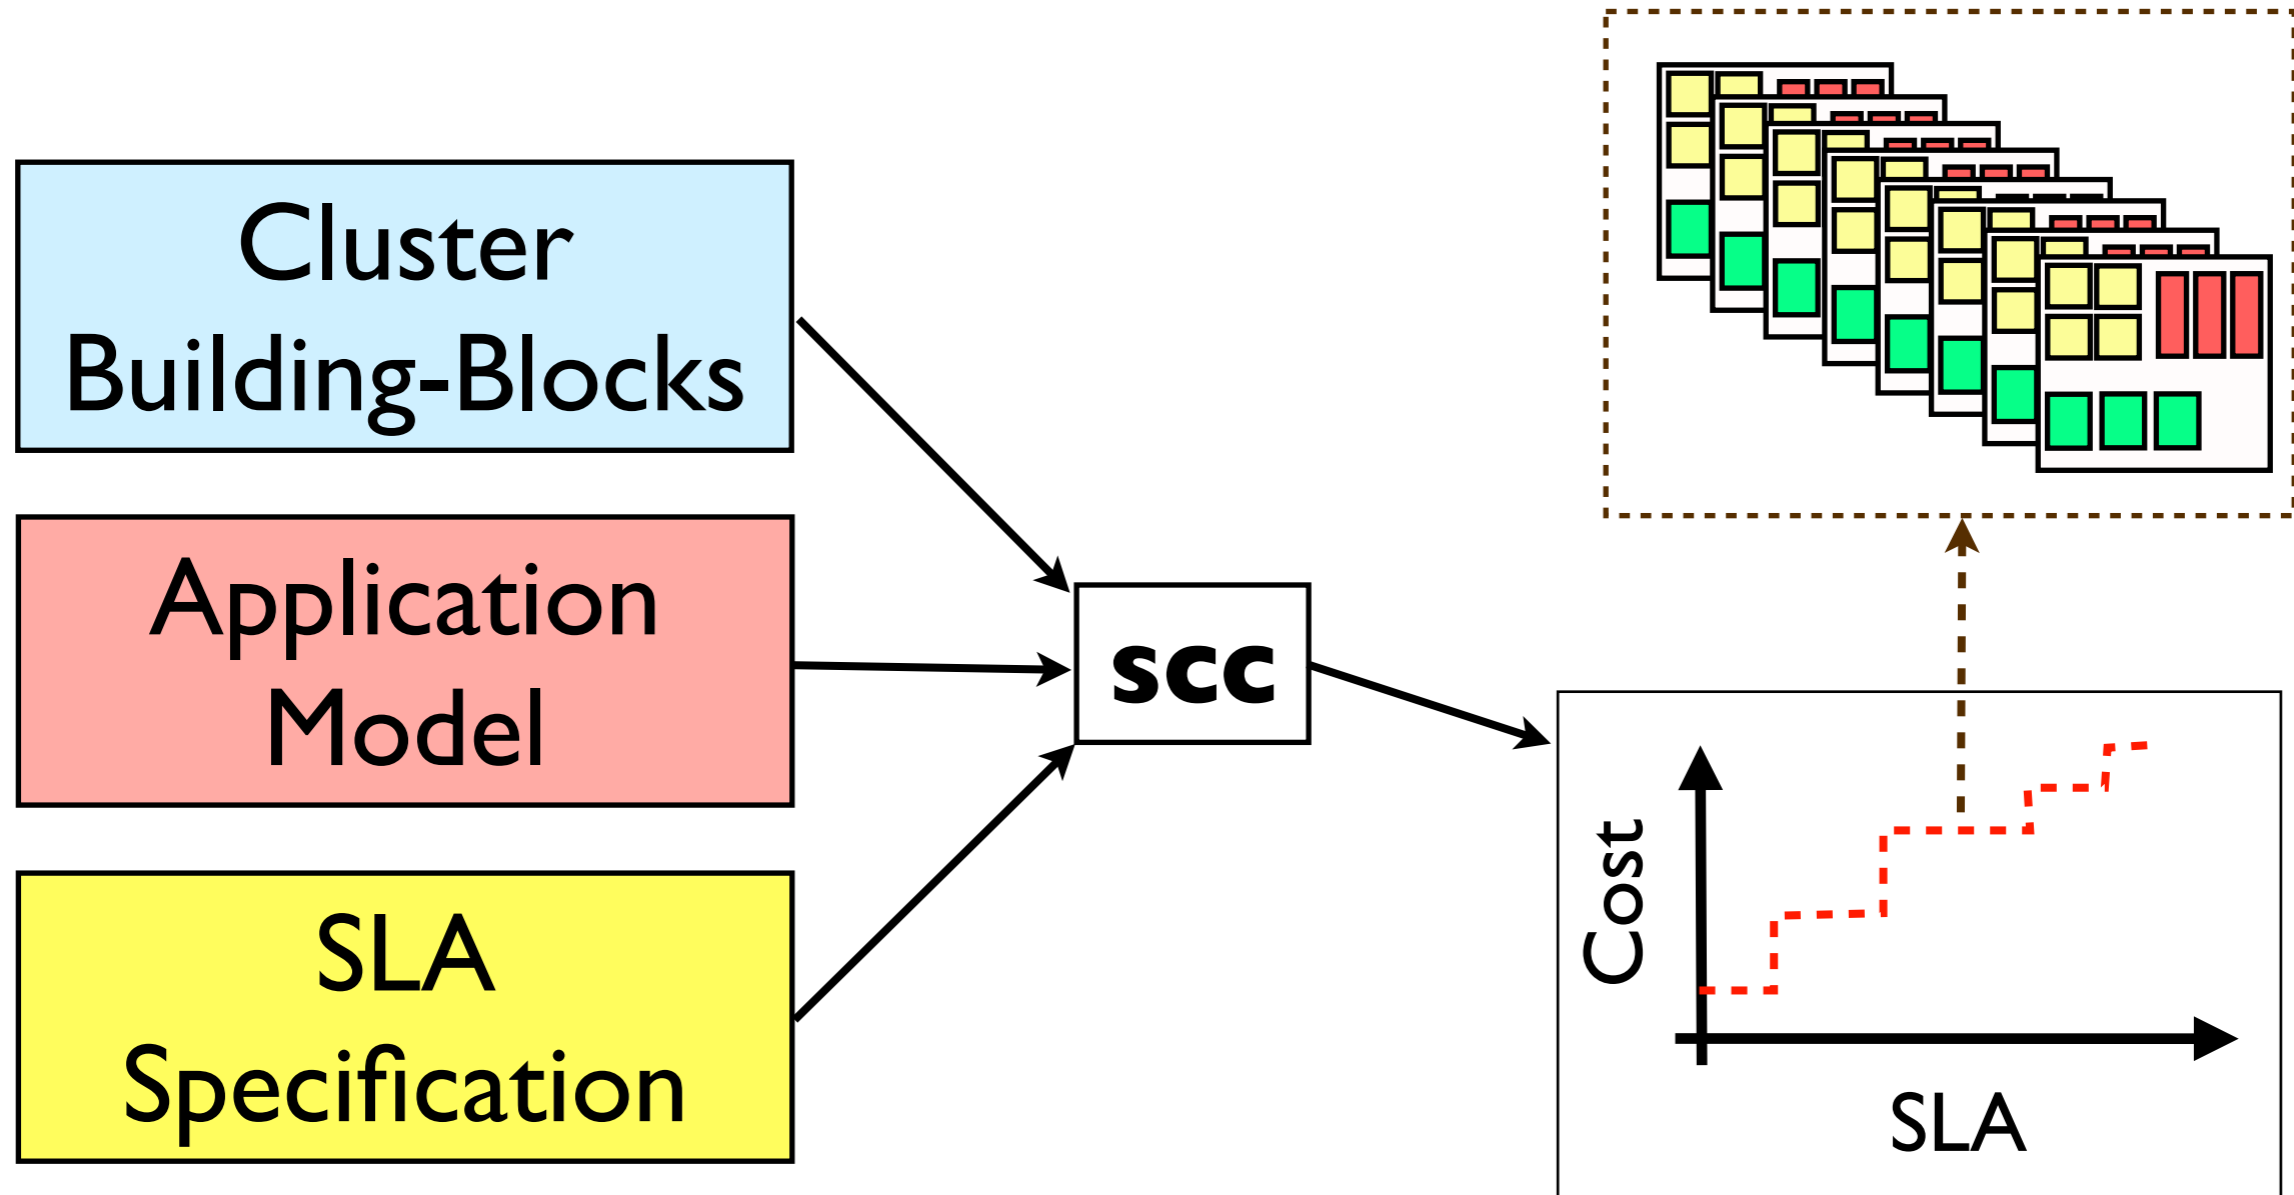 Cluster
Building-Blocks
Application
Model
SLA
Specification
scc
Cost
SLA